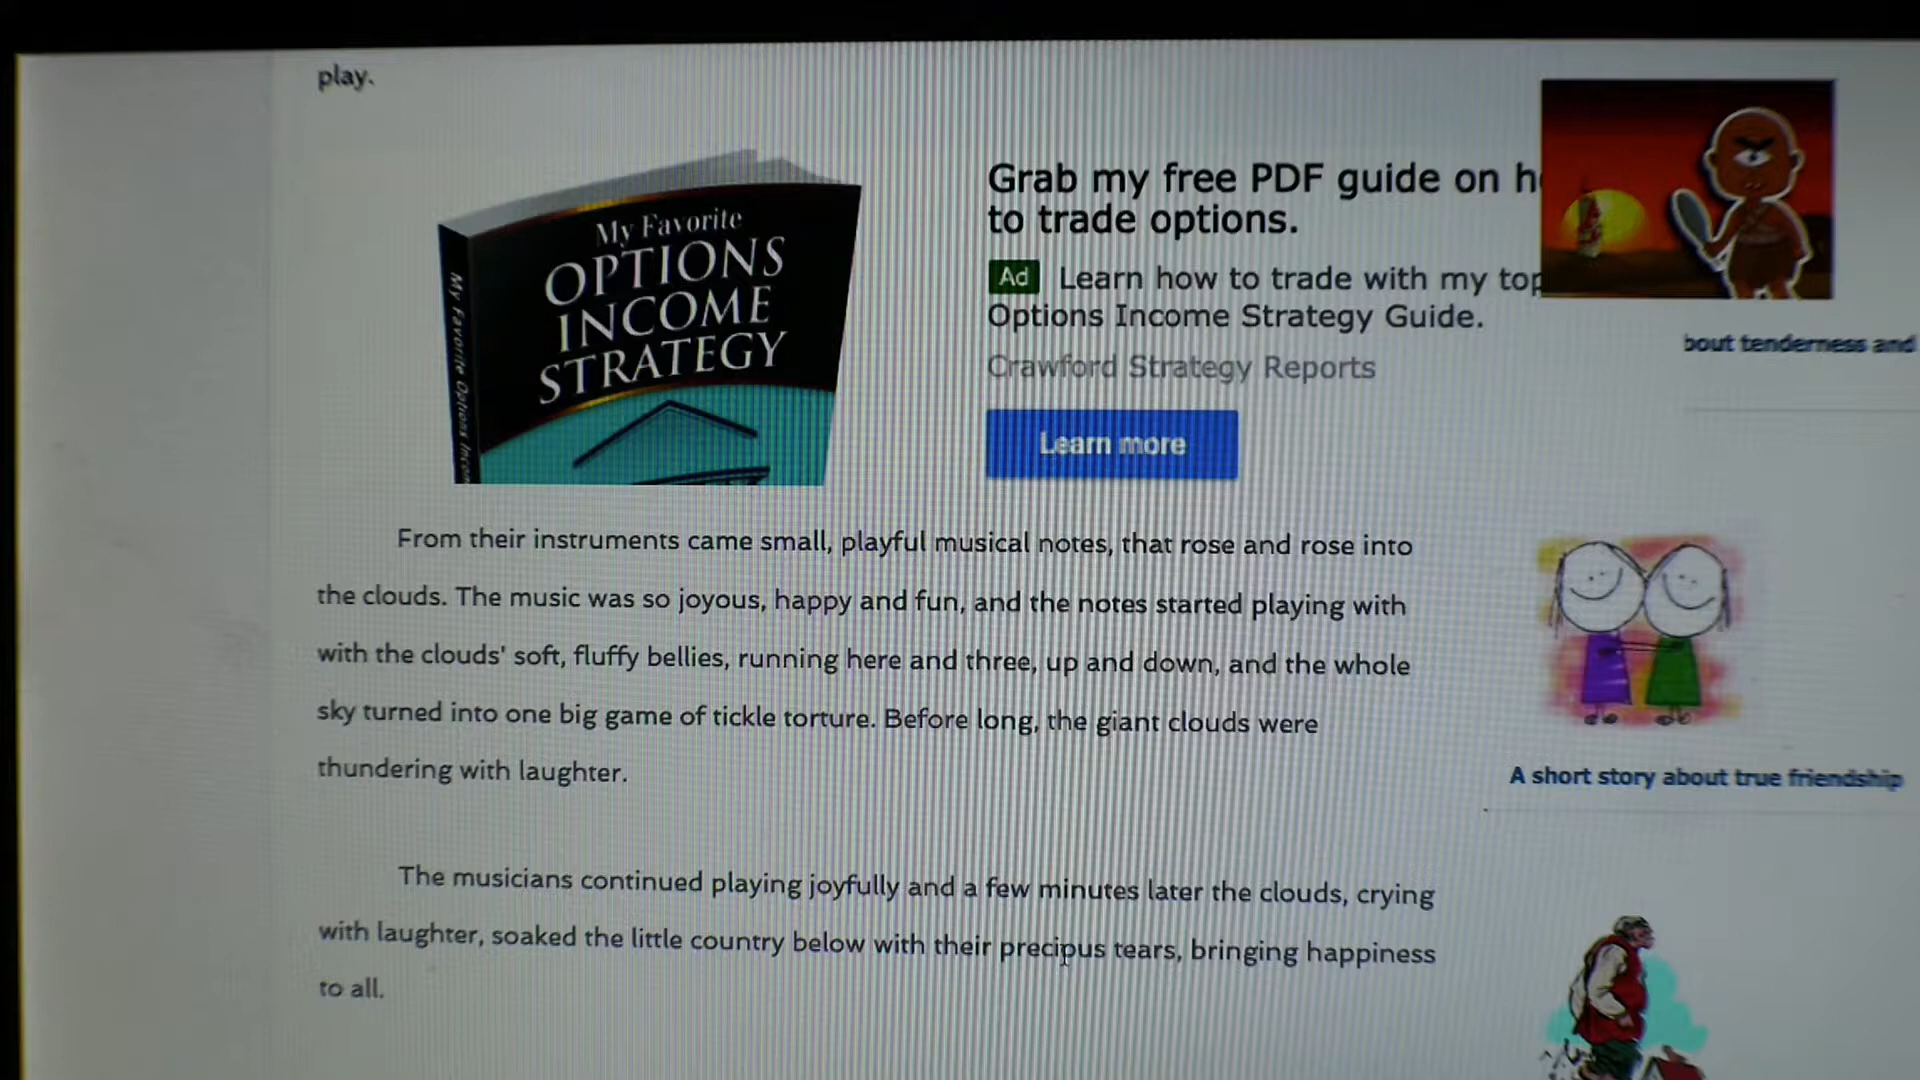 play.
My Favorite
OPTIONS
INCOME
STRATEGY
My Favorite Options
Grab my free PDF guide on
to trade options.
Ad Learn how to trade with my top
Options Income Strategy Guide.
Crawford Strategy Reports
Learn more
bout tenderness and
From their instruments came small, playful musical notes, that rose and rose into
the clouds. The music was so joyous, happy and fun, and the notes started playing with
with the clouds' soft, fluffy bellies, running here and three, up and down, and the whole
sky turned into one big game of tickle torture. Before long, the giant clouds were
thundering with laughter.
A short story about true friendship
The musicians continued playing joyfully and a few minutes later the clouds, crying
with laughter, soaked the little country below with their precious tears, bringing happiness
to all.